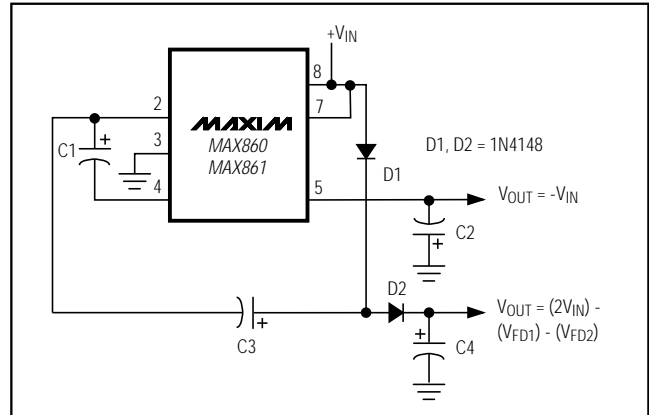 +VIN
8
7
2
3
4
5
MAXIM
MAX860
MAX861
C1
+
D1
D1, D2 = 1N4148
VOUT = -VIN
C2
+
D2
C3
+
+
C4
VOUT = (2VIN) -
(VFD1) - (VFD2)